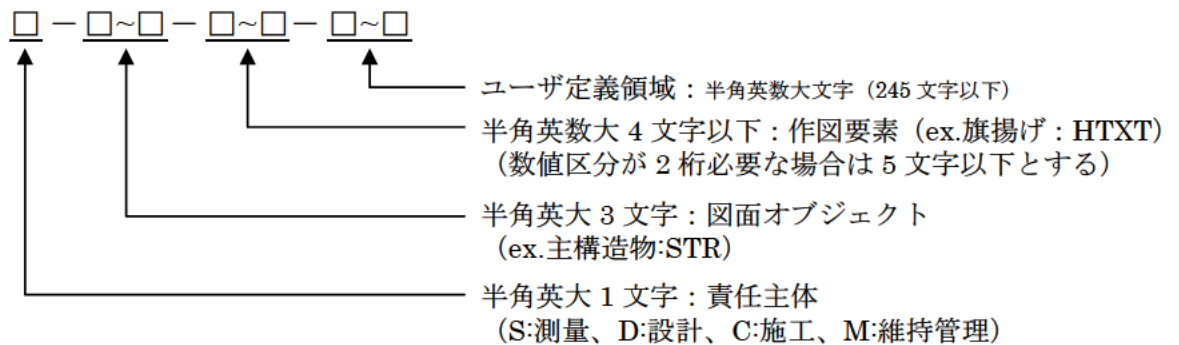 □－□~□－□~□－□~□
ユーザ定義領域：半角英数大文字（245 文字以下）
半角英数大 4 文字以下：作図要素（ex.旗揚げ：HTXT）
（数値区分が 2 桁必要な場合は 5 文字以下とする）
半角英大 3 文字：図面オブジェクト
（ex.主構造物:STR）
半角英大 1 文字：責任主体
（S:測量、D:設計、C:施工、M:維持管理）